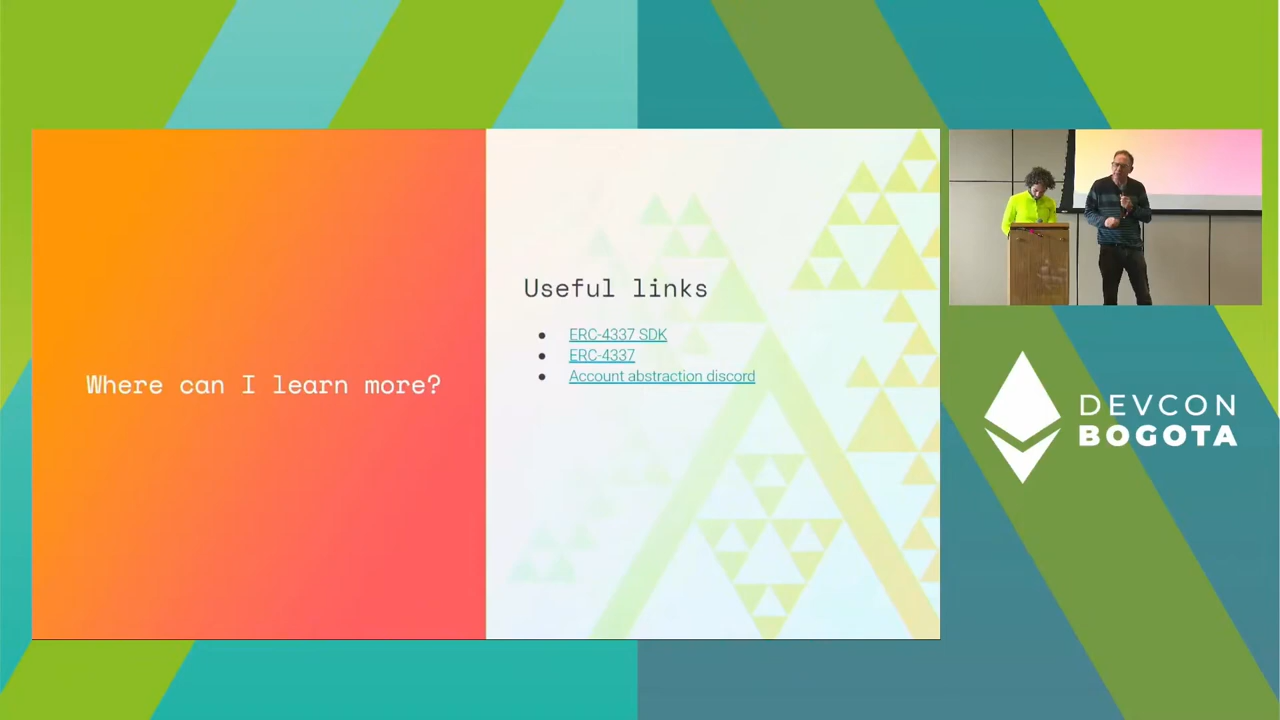 Where can I learn more?
Useful links
ERC-4337 SDK
ERC-4337
Account abstraction discord
DEVCON
BOGOTA